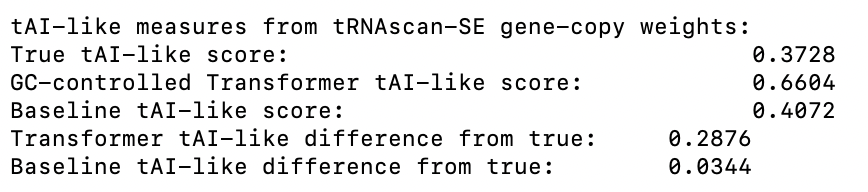 tAI-like measures from tRNAscan-SE gene-copy weights:
True tAI-like score: 0.3728
GC-controlled Transformer tAI-like score: 0.6604
Baseline tAI-like score: 0.4072
Transformer tAI-like difference from true: 0.2876
Baseline tAI-like difference from true: 0.0344